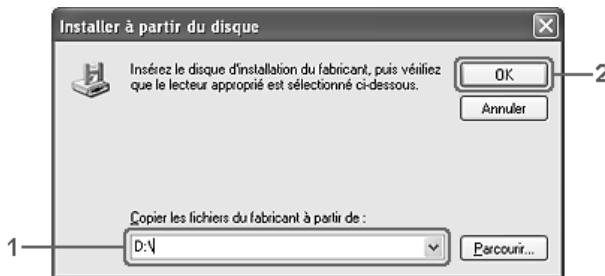 Installer à partir du disque
Insérez le disque d'installation du fabricant, puis vérifiez
que le lecteur approprié est sélectionné ci-dessous.
OK
2
Annuler
Copier les fichiers du fabricant à partir de :
1
D:\
Parcourir...